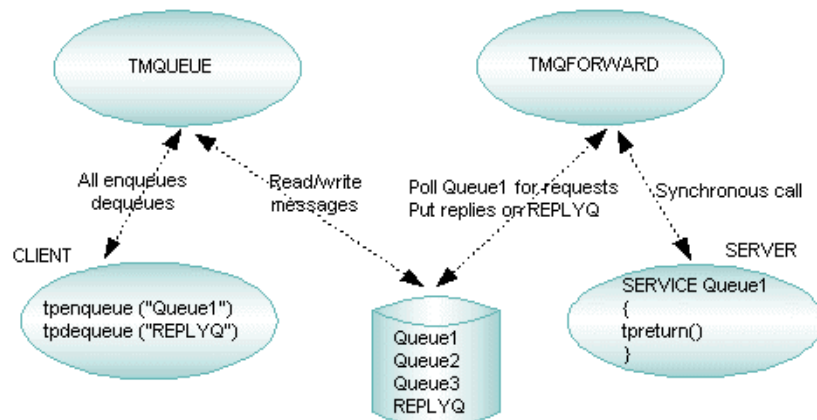 TMQUEUE
TMQFORWARD
All enqueues
dequeues
Read/write
messages
Poll Queue1 for requests
Put replies on REPLYQ
Synchronous call
CLIENT
tpenqueue ("Queue1")
tpdequeue ("REPLYQ")
Queue1
Queue2
Queue3
REPLYQ
SERVER
SERVICE Queue1
{
tpreturn()
}